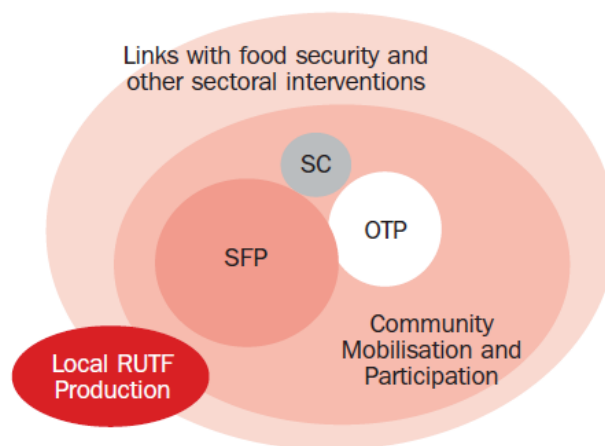 Links with food security and
other sectoral interventions
SC
OTP
SFP
Community
Mobilisation and
Participation
Local RUTF
Production